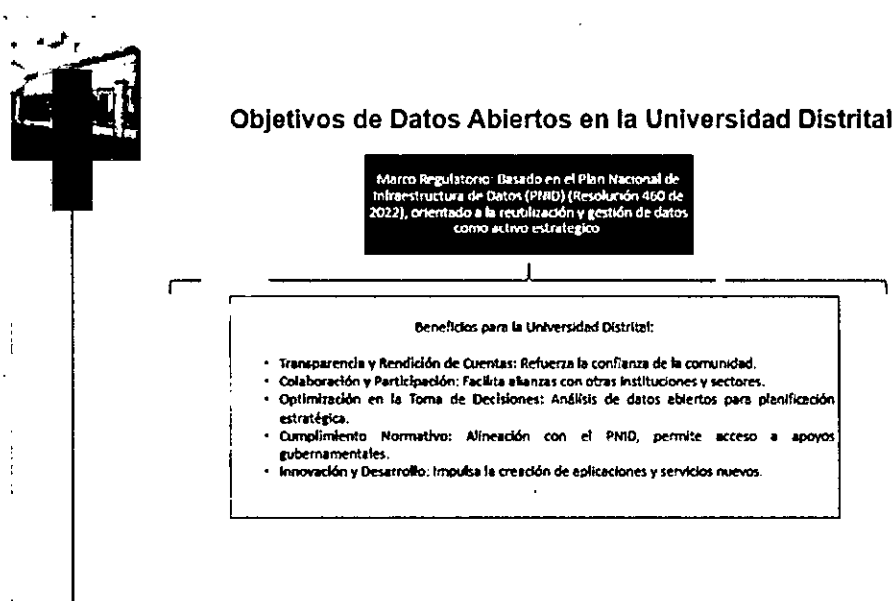 Objetivos de Datos Abiertos en la Universidad Distrital
Marco Regulatorio: Basado en el Plan Nacional de
Infraestructura de Datos (PNID) (Resolución 460 de
2022), orientado a la reutilización y gestión de datos
como activo estrategico
Beneficios para la Universidad Distrital:
• Transparencia y Rendición de Cuentas: Refuerza la confianza de la comunidad.
• Colaboración y Participación: Facilita alianzas con otras instituciones y sectores.
• Optimización en la Toma de Decisiones: Análisis de datos abiertos para planificación
estratégica.
• Cumplimiento Normativo: Alineación con el PNID, permite acceso a apoyos
gubernamentales.
• Innovación y Desarrollo: Impulsa la creación de aplicaciones y servicios nuevos.